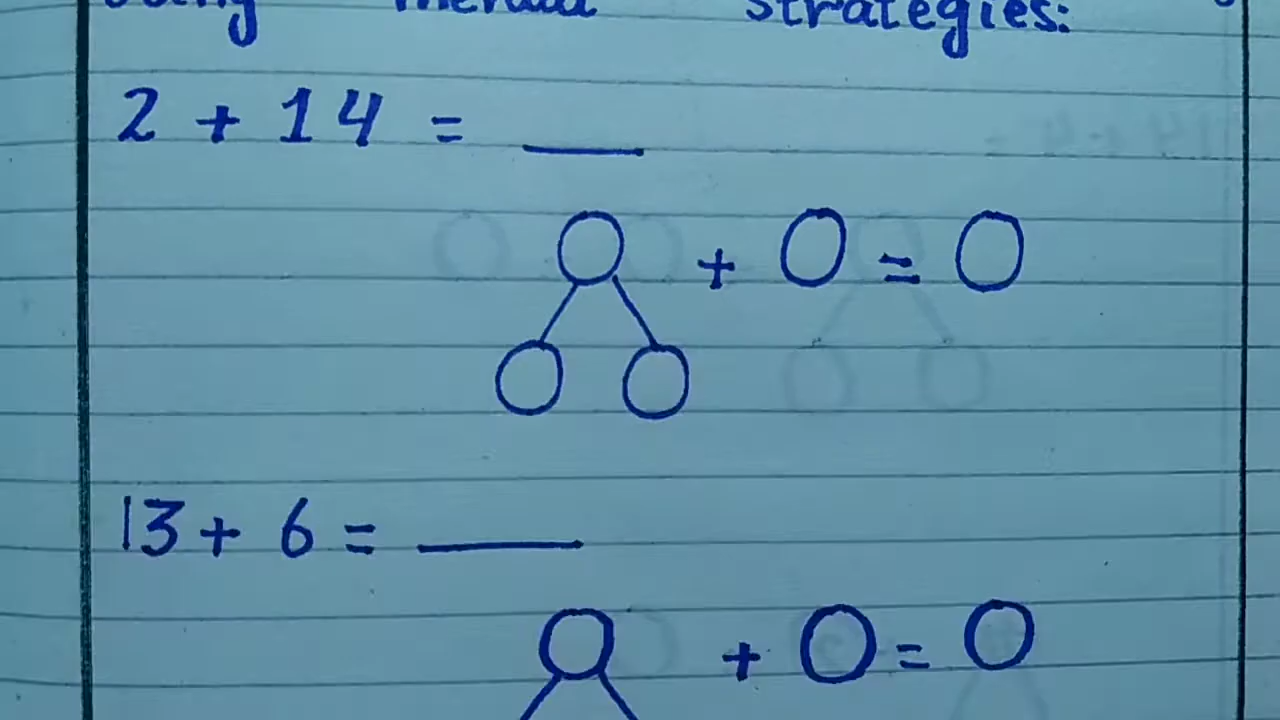 strategies:
2 + 14 = ___
+ =
13 + 6 = ___
+ =